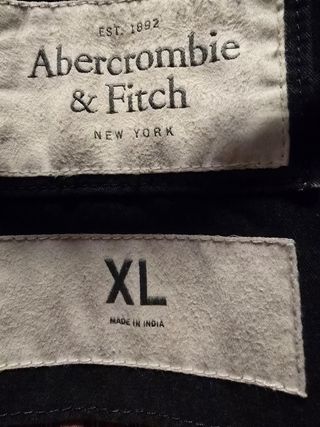 EST. 1892
Abercrombie
& Fitch
NEW YORK
XL
MADE IN INDIA